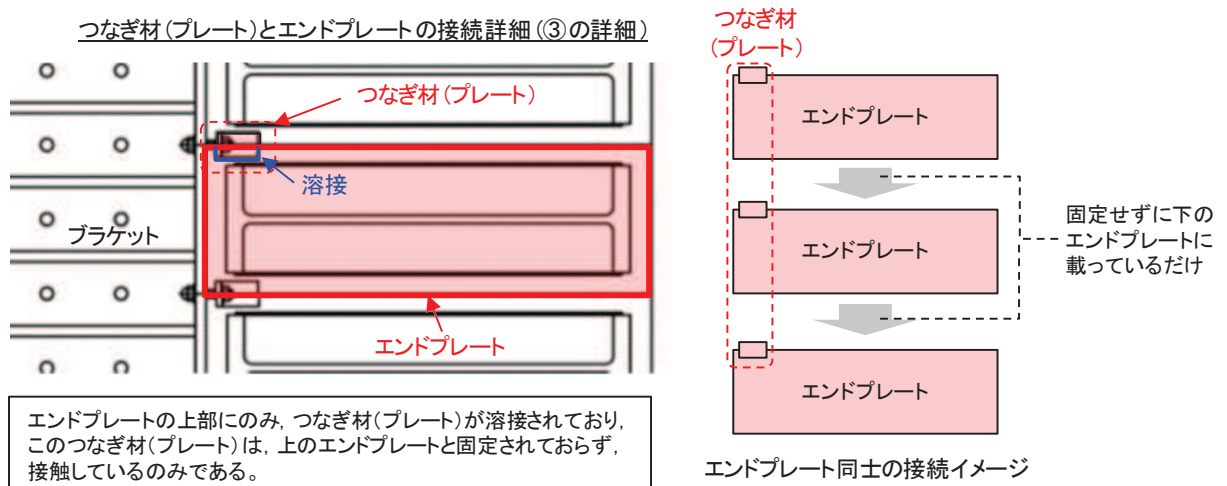 つなぎ材(プレート)とエンドプレートの接続詳細(③の詳細)
つなぎ材(プレート)
溶接
ブラケット
エンドプレート
エンドプレートの上部にのみ，つなぎ材(プレート)が溶接されており，
このつなぎ材(プレート)は，上のエンドプレートと固定されておらず，
接触しているのみである。
つなぎ材
(プレート)
エンドプレート
エンドプレート
エンドプレート
固定せずに下の
エンドプレートに
載っているだけ
エンドプレート同士の接続イメージ